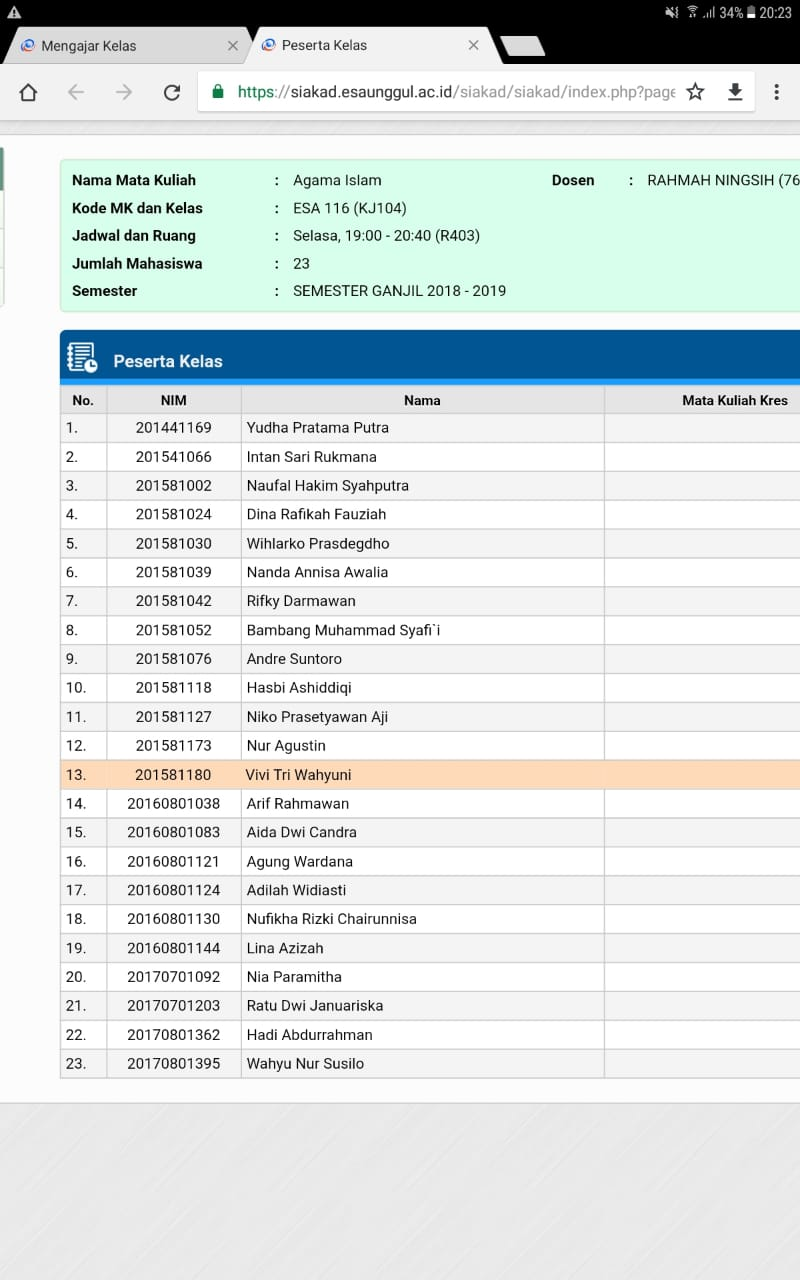 34% 20:23
Mengajar Kelas Peserta Kelas
https://siakad.esaunggul.ac.id/siakad/siakad/index.php?page
Nama Mata Kuliah : Agama Islam Dosen : RAHMAH NINGSIH (76
Kode MK dan Kelas : ESA 116 (KJ104)
Jadwal dan Ruang : Selasa, 19:00 - 20:40 (R403)
Jumlah Mahasiswa : 23
Semester : SEMESTER GANJIL 2018 - 2019
Peserta Kelas
No. NIM Nama Mata Kuliah Kres
1. 201441169 Yudha Pratama Putra
2. 201541066 Intan Sari Rukmana
3. 201581002 Naufal Hakim Syahputra
4. 201581024 Dina Rafikah Fauziah
5. 201581030 Wihlarko Prasdegdho
6. 201581039 Nanda Annisa Awalia
7. 201581042 Rifky Darmawan
8. 201581052 Bambang Muhammad Syafi`i
9. 201581076 Andre Suntoro
10. 201581118 Hasbi Ashiddiqi
11. 201581127 Niko Prasetyawan Aji
12. 201581173 Nur Agustin
13. 201581180 Vivi Tri Wahyuni
14. 20160801038 Arif Rahmawan
15. 20160801083 Aida Dwi Candra
16. 20160801121 Agung Wardana
17. 20160801124 Adilah Widiasti
18. 20160801130 Nufikha Rizki Chairunnisa
19. 20160801144 Lina Azizah
20. 20170701092 Nia Paramitha
21. 20170701203 Ratu Dwi Januariska
22. 20170801362 Hadi Abdurrahman
23. 20170801395 Wahyu Nur Susilo